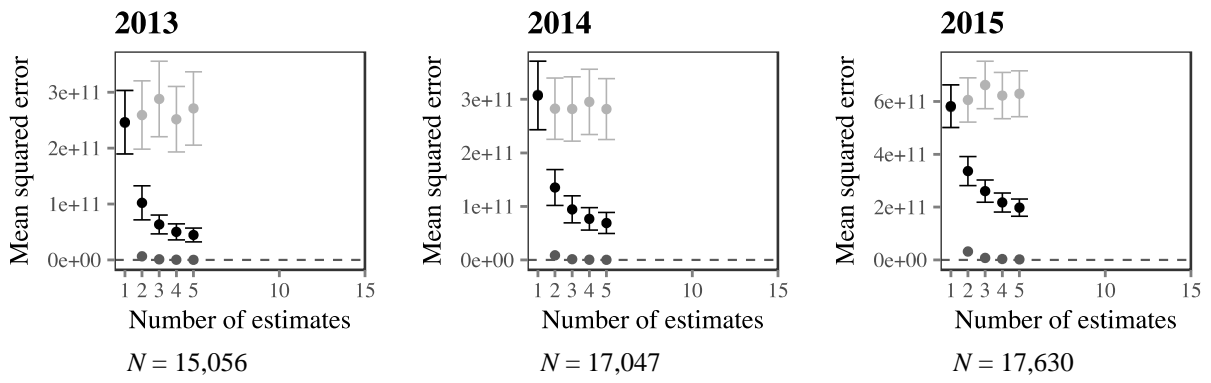 2013
Mean squared error
3e+11
2e+11
1e+11
0e+00
1 2 3 4 5 10 15
Number of estimates
N = 15,056
2014
Mean squared error
3e+11
2e+11
1e+11
0e+00
1 2 3 4 5 10 15
Number of estimates
N = 17,047
2015
Mean squared error
6e+11
4e+11
2e+11
0e+00
1 2 3 4 5 10 15
Number of estimates
N = 17,630